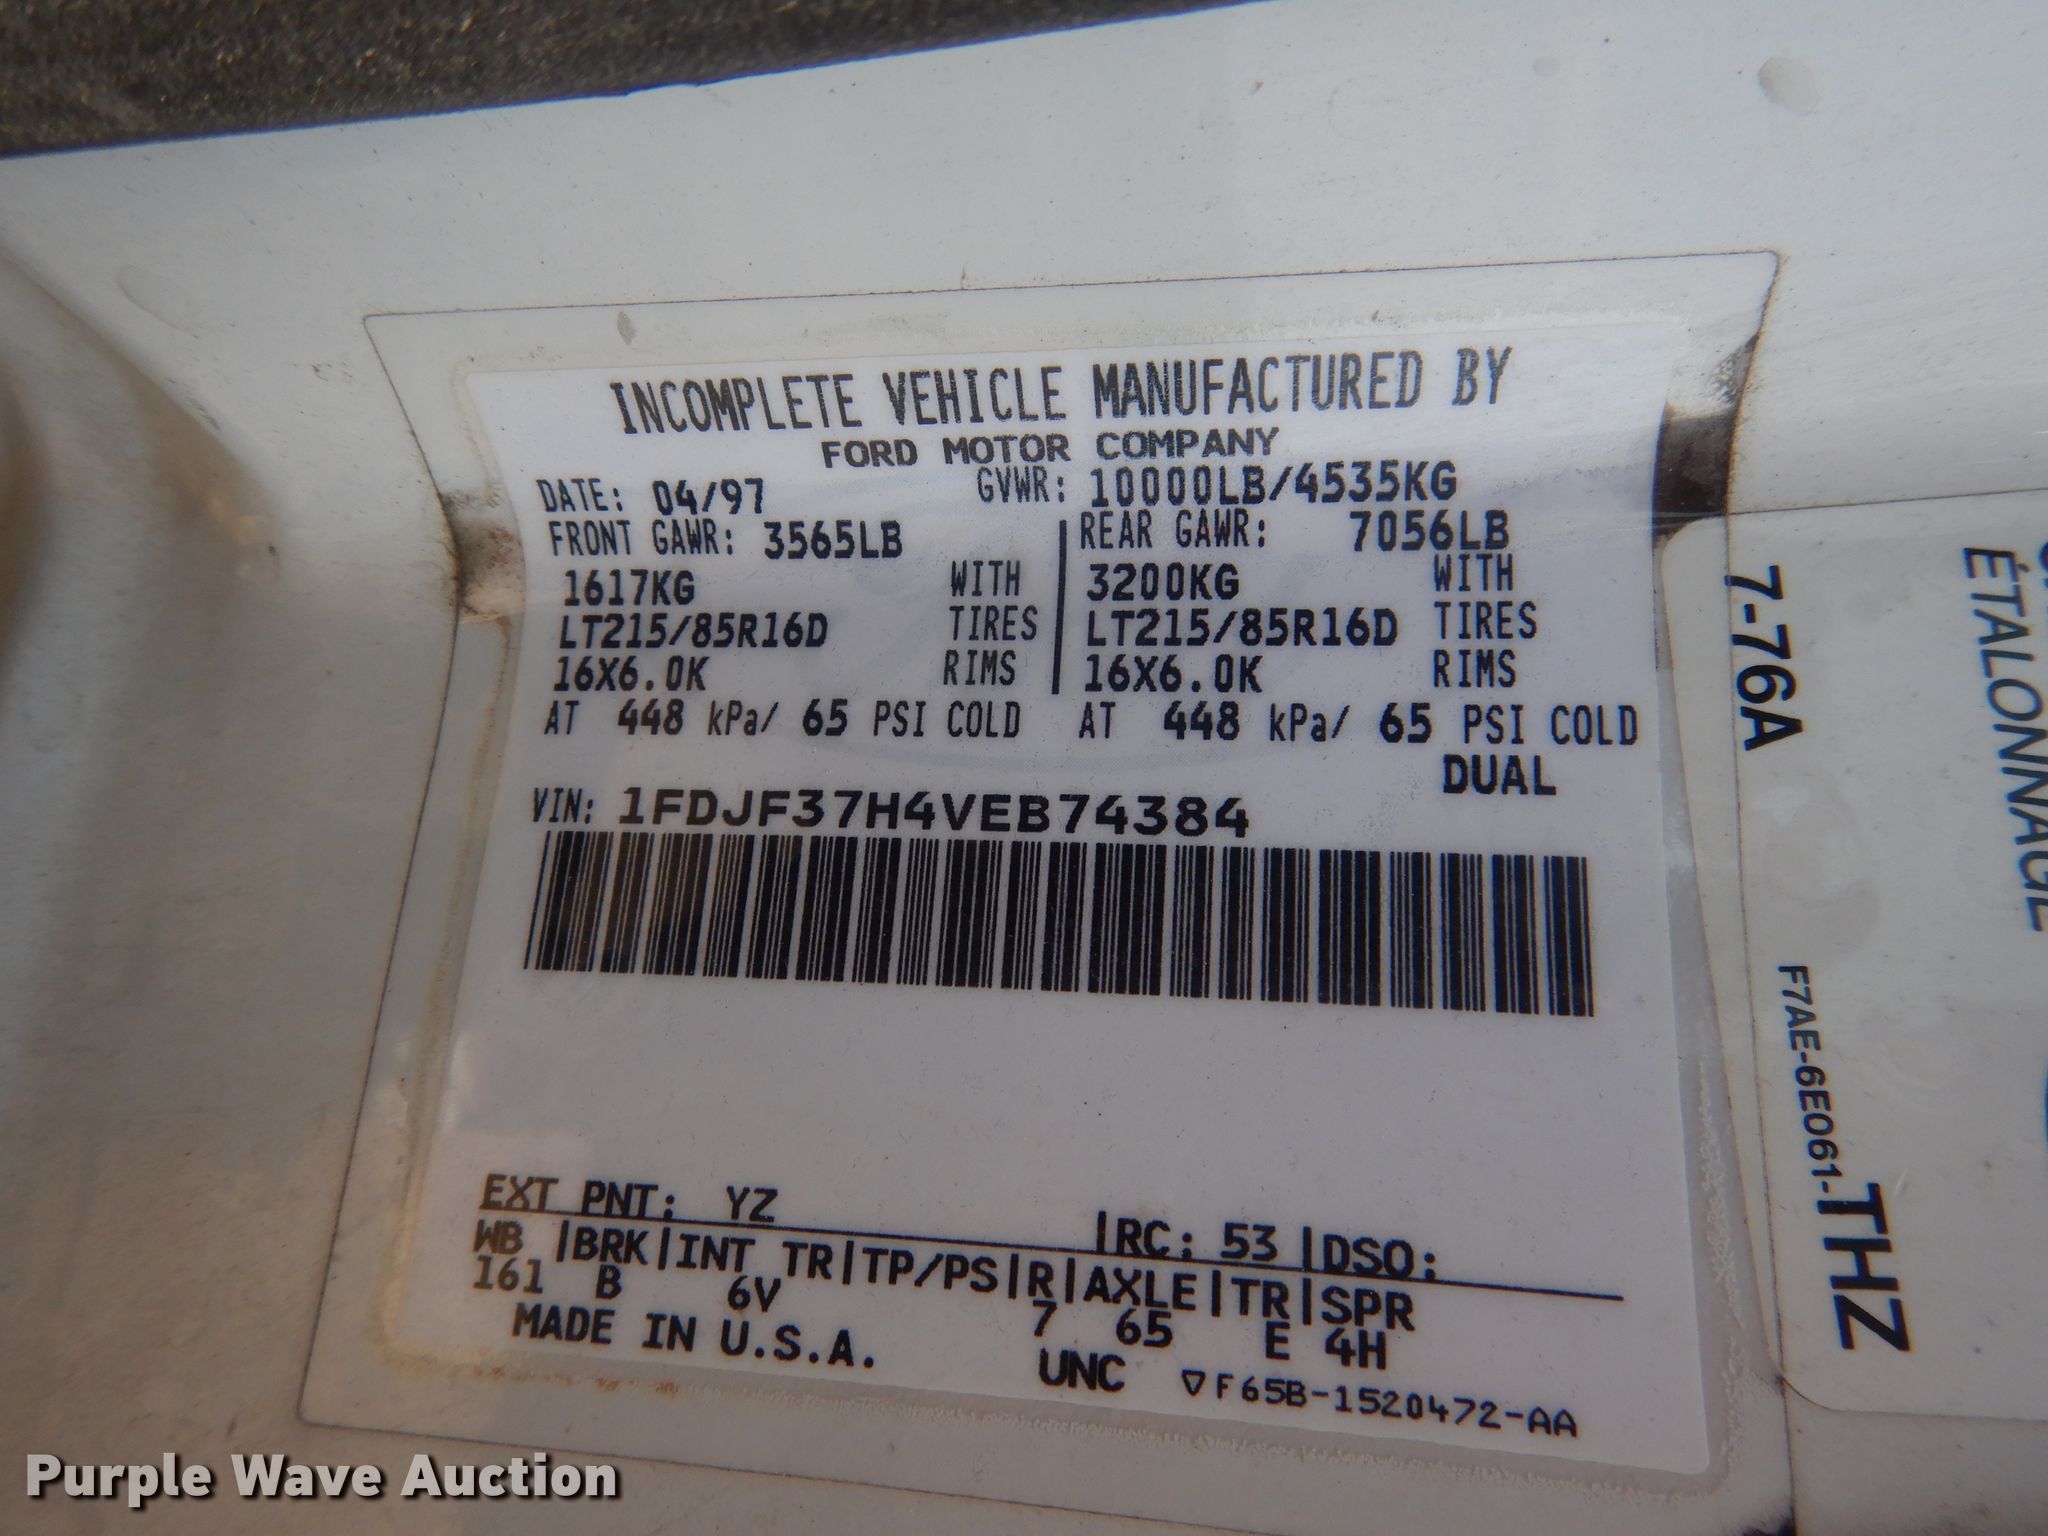 INCOMPLETE VEHICLE MANUFACTURED BY
FORD MOTOR COMPANY
DATE: 04/97 GVWR: 10000LB/4535KG
FRONT GAWR: 3565LB REAR GAWR: 7056LB
1617KG WITH 3200KG WITH
LT215/85R16D TIRES LT215/85R16D TIRES
16X6.0K RIMS 16X6.0K RIMS
AT 448 kPa/ 65 PSI COLD AT 448 kPa/ 65 PSI COLD
DUAL
VIN: 1FDJF37H4VEB74384
EXT PNT: YZ |RC: 53 |DSO:
WB |BRK|INT TR|TP/PS|R|AXLE|TR|SPR
161 B 6V 7 65 E 4H
MADE IN U.S.A. UNC ▽F65B-1520472-AA
7-76A
F7AE-6E061-THZ
ÉTALONNAGE
Purple Wave Auction